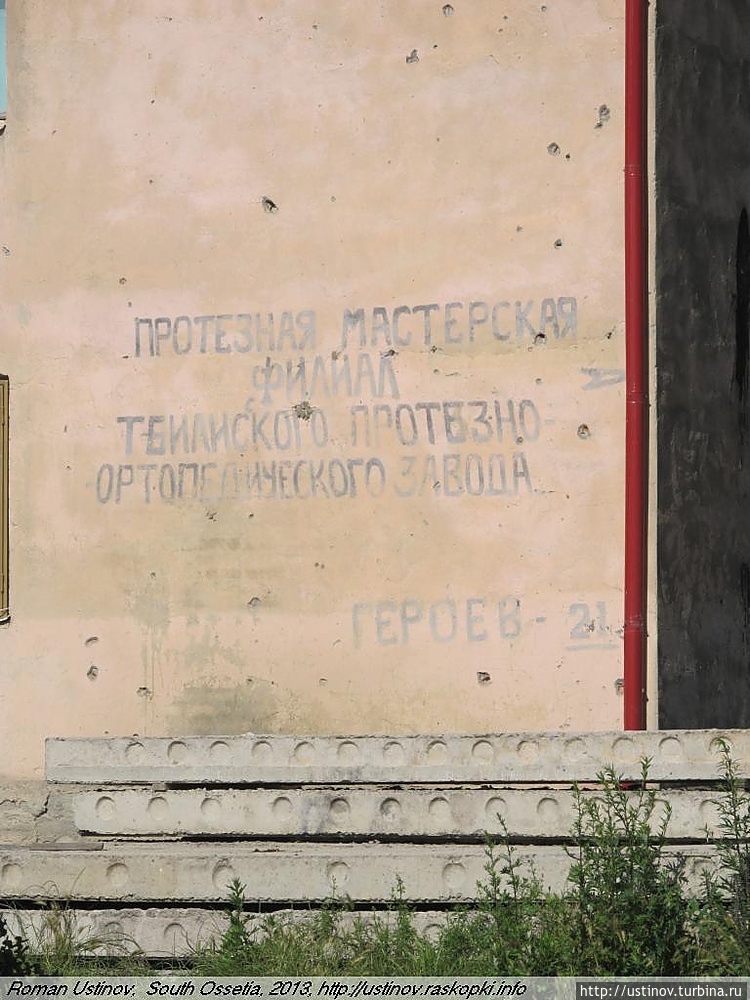 ПРОТЕЗНАЯ МАСТЕРСКАЯ
ФИЛИАЛ
ТБИЛИСКОГО ПРОТЕЗНО-
ОРТОПЕДИЧЕСКОГО ЗАВОДА.
ГЕРОЕВ - 21
Roman Ustinov, South Ossetia, 2013, http://ustinov.raskopki.info
http://ustinov.turbina.ru